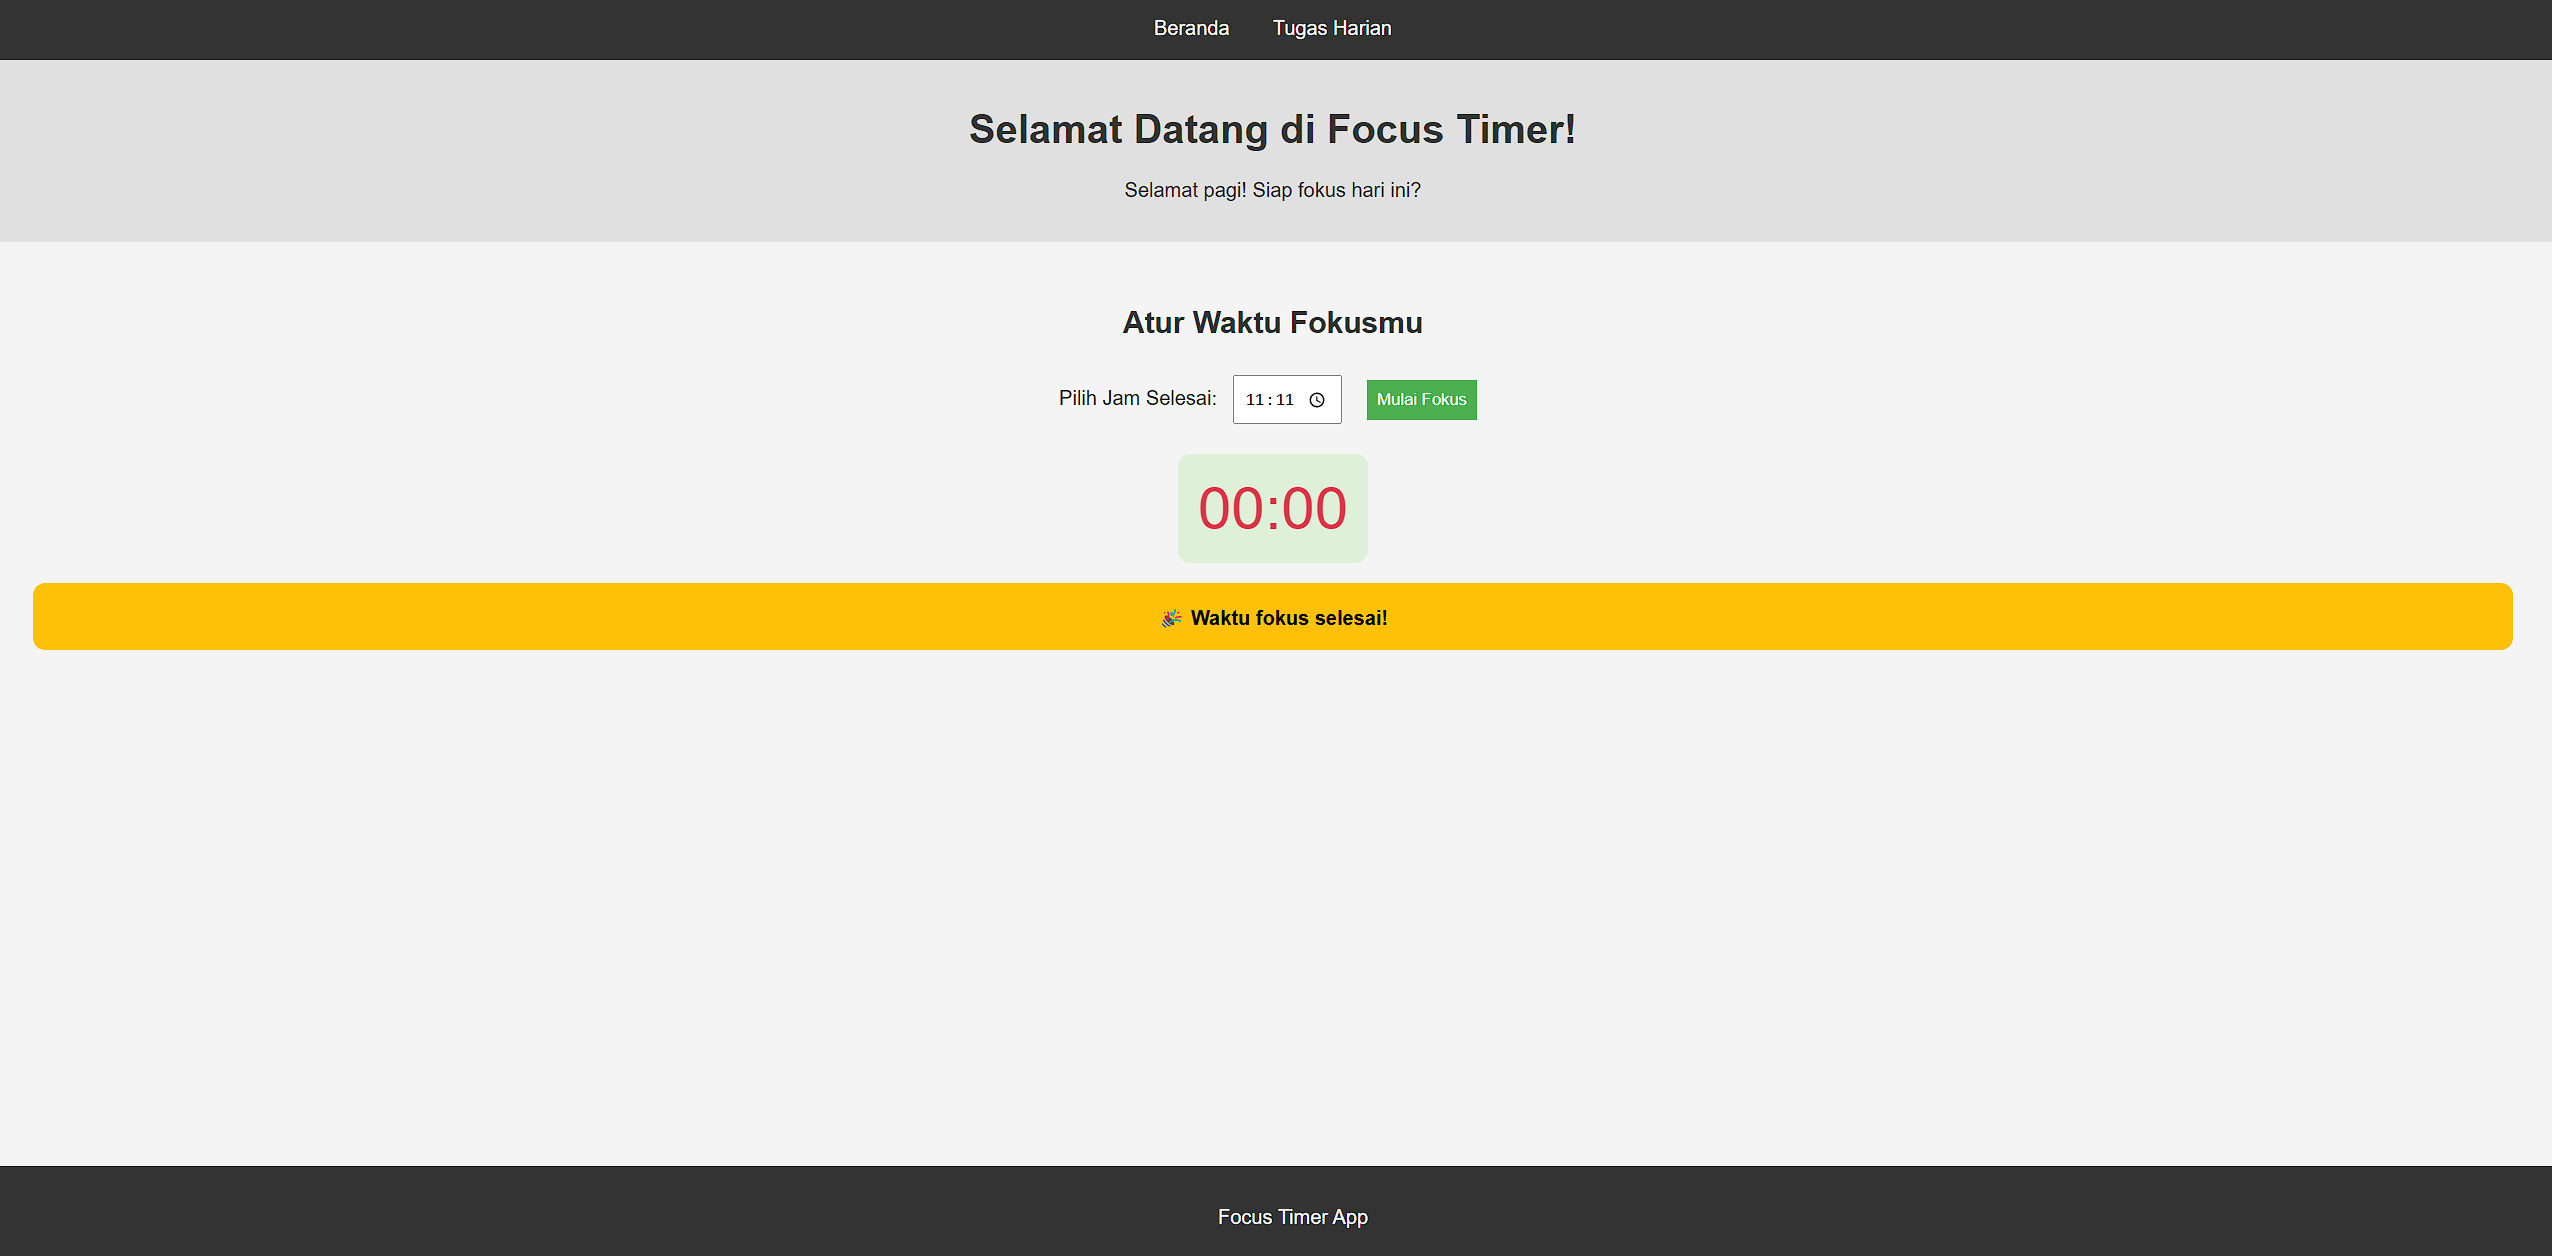 Beranda Tugas Harian
Selamat Datang di Focus Timer!
Selamat pagi! Siap fokus hari ini?
Atur Waktu Fokusmu
Pilih Jam Selesai: 11:11 Mulai Fokus
00:00
🎉 Waktu fokus selesai!
Focus Timer App